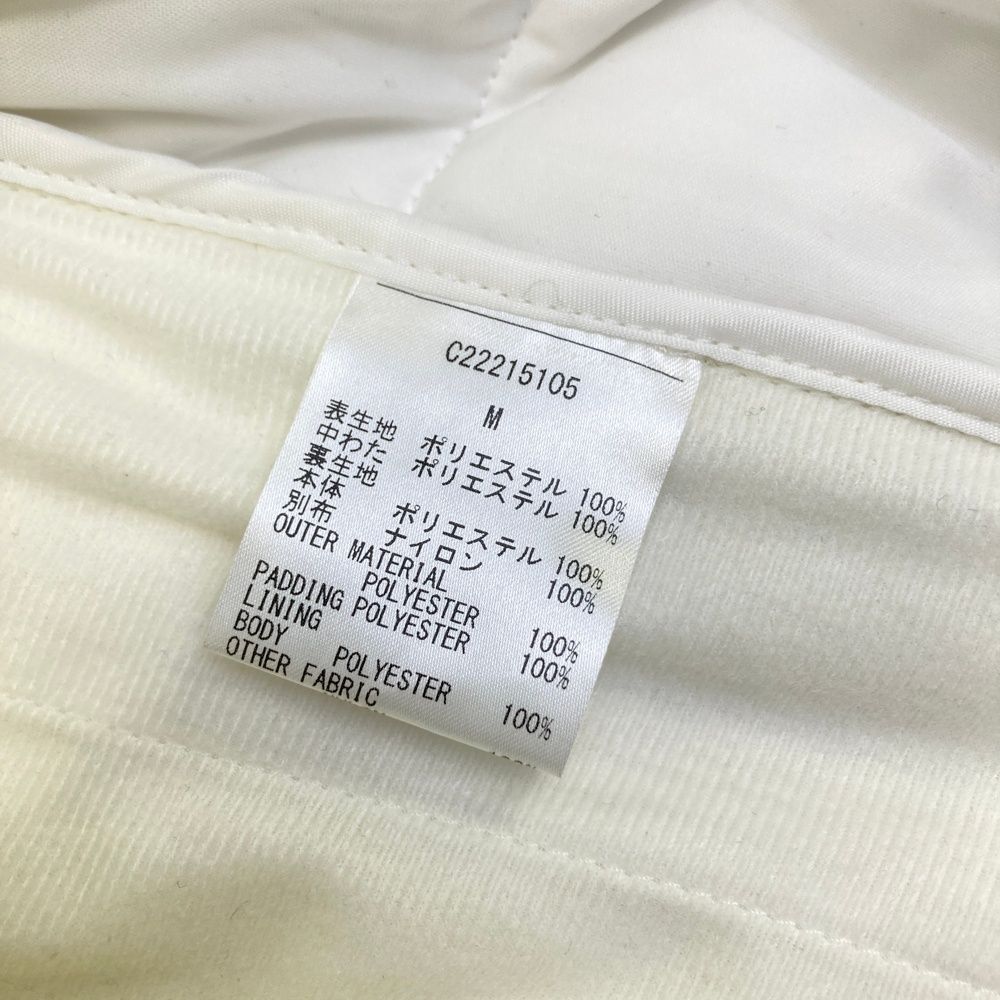 C22215105
M
表生地 ポリエステル 100%
中わた ポリエステル 100%
裏生地
本体 ポリエステル 100%
別布 ナイロン 100%
OUTER MATERIAL
POLYESTER 100%
PADDING POLYESTER 100%
LINING
BODY POLYESTER 100%
OTHER FABRIC